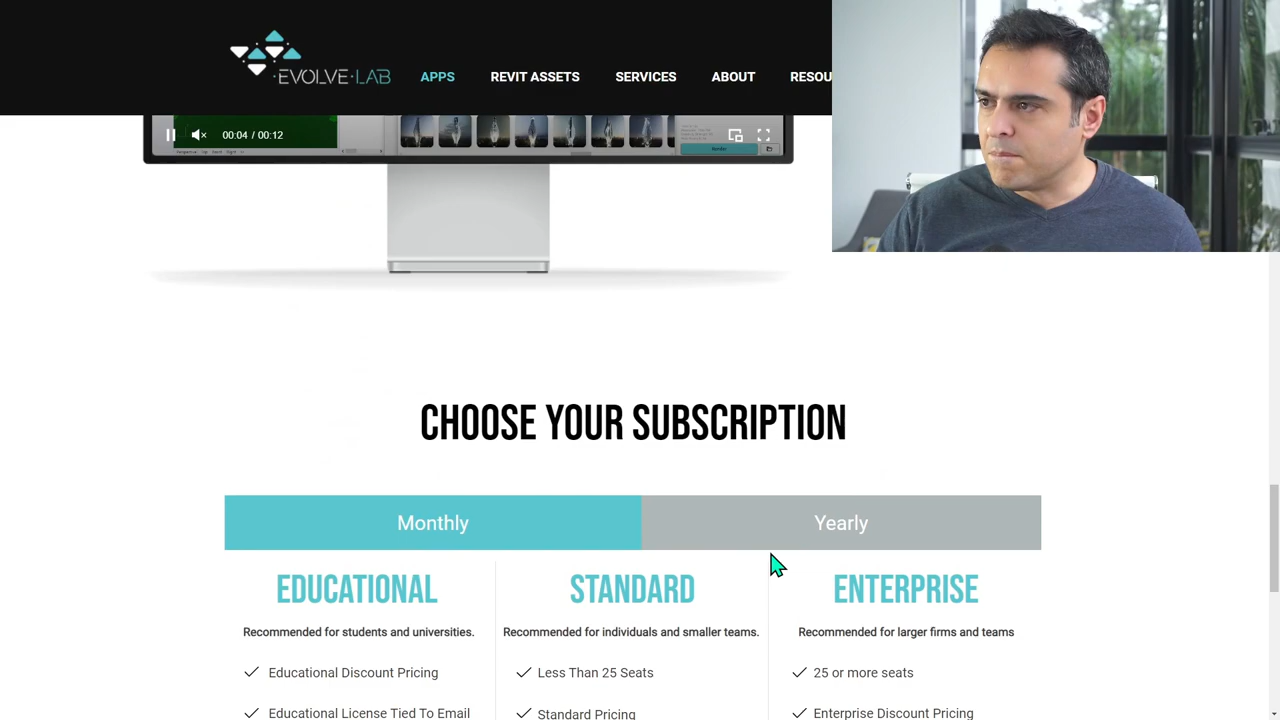 EVOLVE·LAB
APPS
REVIT ASSETS
SERVICES
ABOUT
RESOU
00:04 / 00:12
Render
CHOOSE YOUR SUBSCRIPTION
Monthly
Yearly
EDUCATIONAL
Recommended for students and universities.
Educational Discount Pricing
Educational License Tied To Email
STANDARD
Recommended for individuals and smaller teams.
Less Than 25 Seats
Standard Pricing
ENTERPRISE
Recommended for larger firms and teams
25 or more seats
Enterprise Discount Pricing